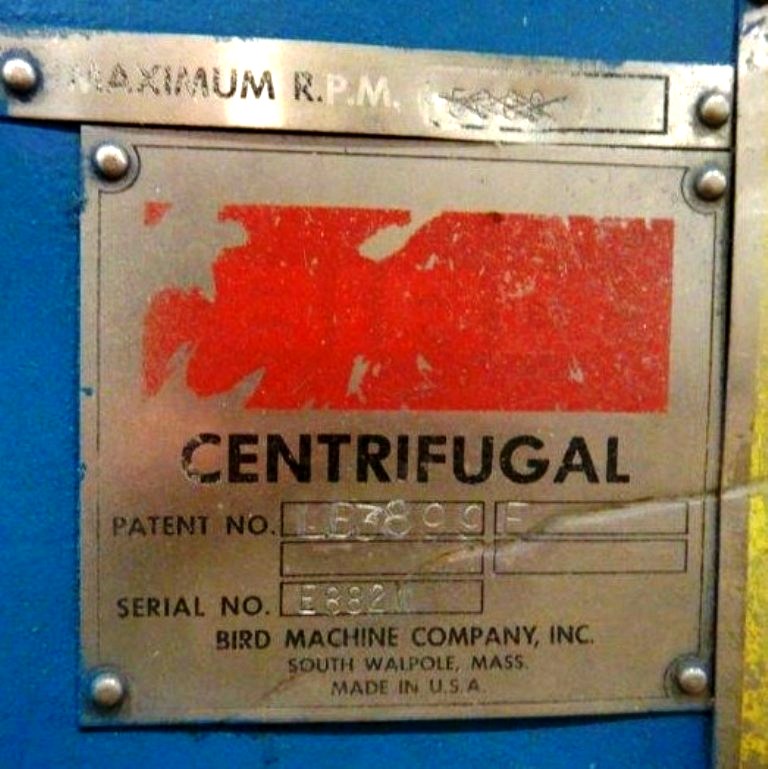 MAXIMUM R.P.M.
CENTRIFUGAL
PATENT NO.
SERIAL NO.
BIRD MACHINE COMPANY, INC.
SOUTH WALPOLE, MASS.
MADE IN U.S.A.